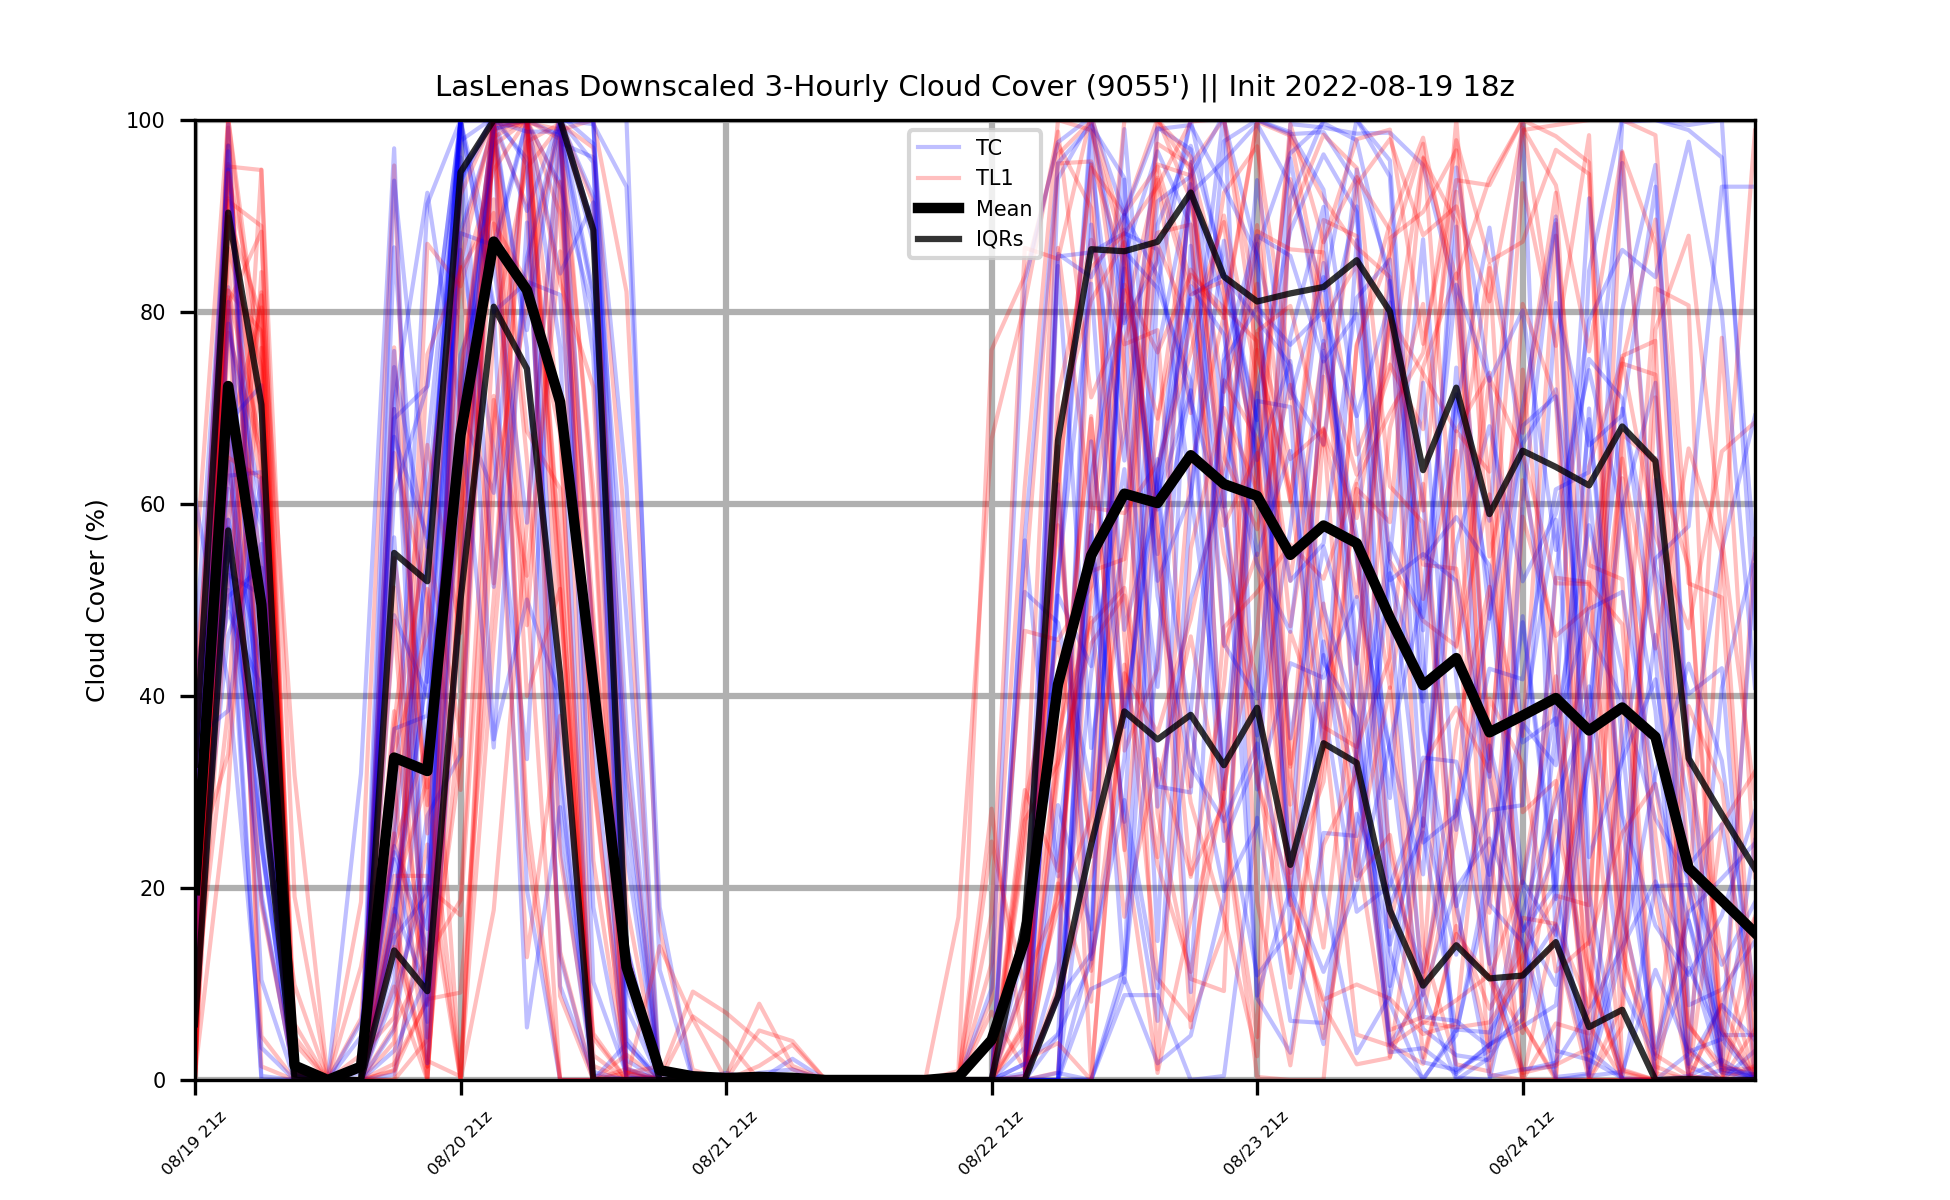 LasLenas Downscaled 3-Hourly Cloud Cover (9055') || Init 2022-08-19 18z
TC
TL1
Mean
IQRs
Cloud Cover (%)
100
80
60
40
20
0
08/19 21z
08/20 21z
08/21 21z
08/22 21z
08/23 21z
08/24 21z